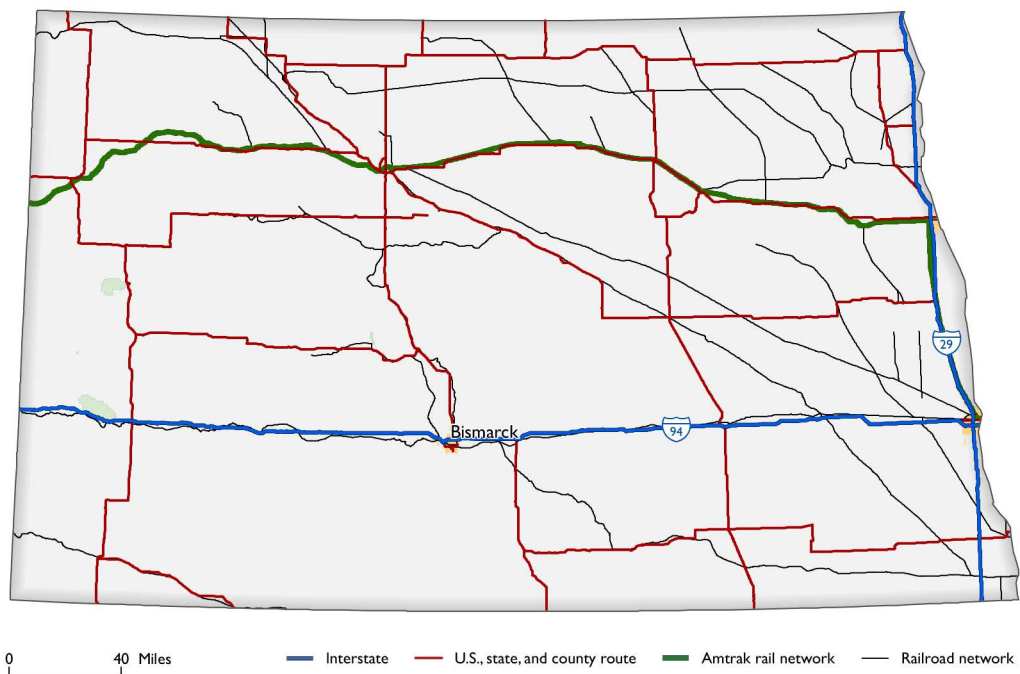 29
94
Bismarck
0 40 Miles
Interstate U.S., state, and county route Amtrak rail network Railroad network